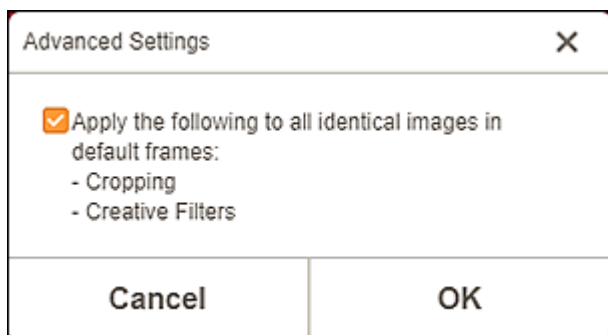 Advanced Settings
Apply the following to all identical images in
default frames:
- Cropping
- Creative Filters
Cancel OK